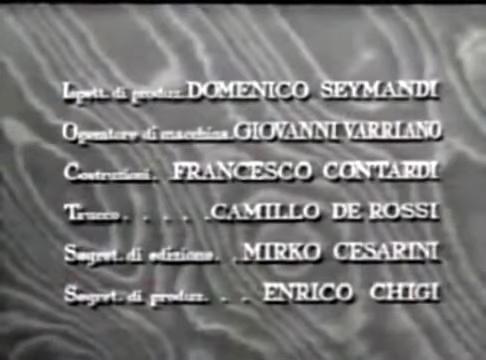 Ispett. di produz. DOMENICO SEYMANDI
Operatore di macchina. GIOVANNI VARRIANO
Costruzioni. FRANCESCO CONTARDI
Trucco. . . . . . CAMILLO DE ROSSI
Segret. di edizione. . MIRKO CESARINI
Segret. di produz. . . ENRICO CHIGI